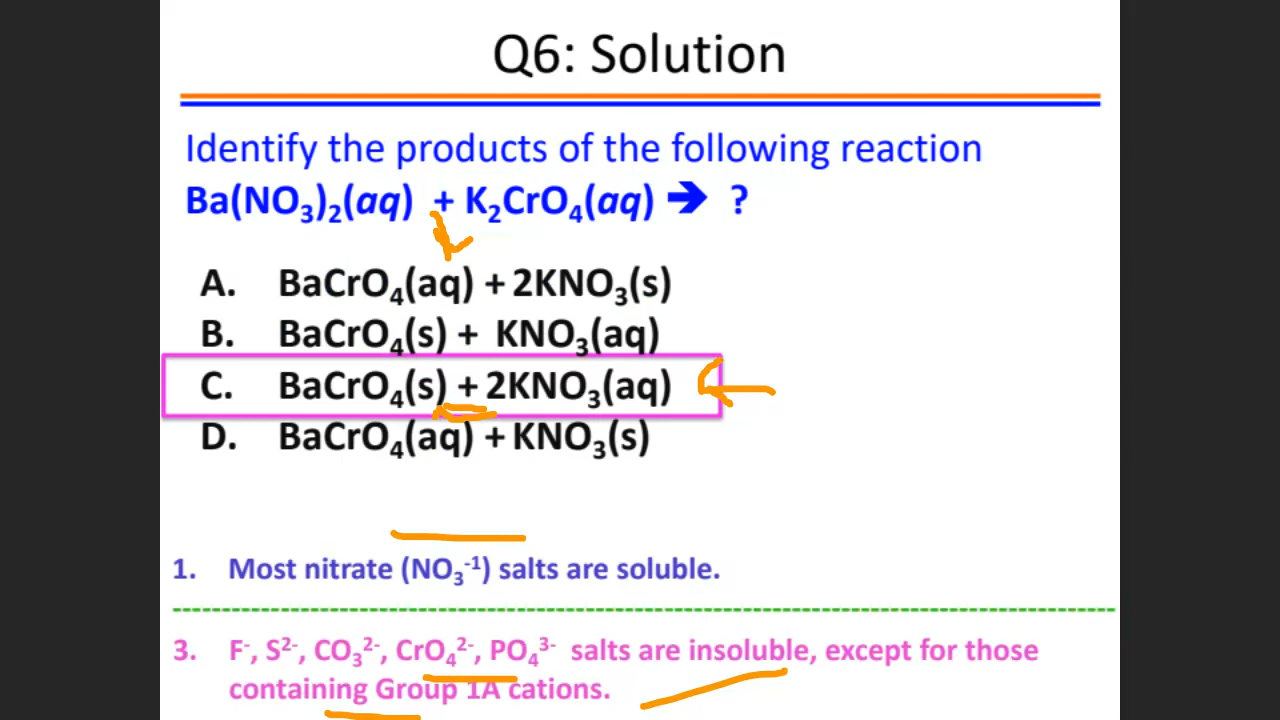 Q6: Solution
Identify the products of the following reaction
Ba(NO₃)₂(aq) + K₂CrO₄(aq) ➔ ?
A. BaCrO₄(aq) + 2KNO₃(s)
B. BaCrO₄(s) + KNO₃(aq)
C. BaCrO₄(s) + 2KNO₃(aq)
D. BaCrO₄(aq) + KNO₃(s)
1. Most nitrate (NO₃⁻¹) salts are soluble.
3. F⁻, S²⁻, CO₃²⁻, CrO₄²⁻, PO₄³⁻ salts are insoluble, except for those
containing Group 1A cations.